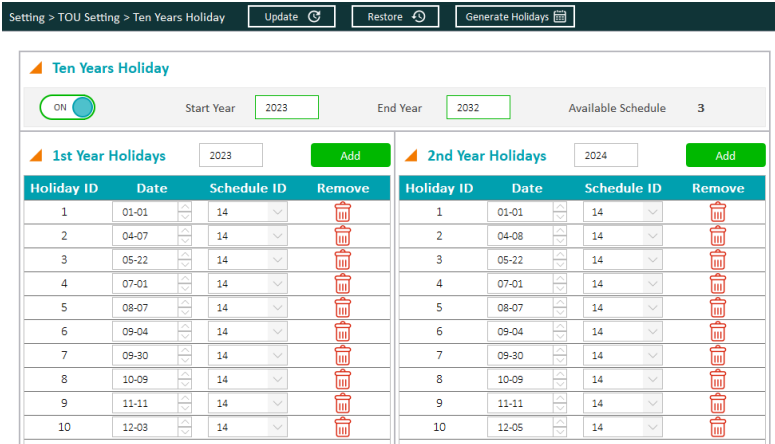 Setting > TOU Setting > Ten Years Holiday Update Restore Generate Holidays
Ten Years Holiday
ON Start Year 2023 End Year 2032 Available Schedule 3
1st Year Holidays 2023 Add
Holiday ID Date Schedule ID Remove
1 01-01 14
2 04-07 14
3 05-22 14
4 07-01 14
5 08-07 14
6 09-04 14
7 09-30 14
8 10-09 14
9 11-11 14
10 12-03 14
2nd Year Holidays 2024 Add
Holiday ID Date Schedule ID Remove
1 01-01 14
2 04-08 14
3 05-22 14
4 07-01 14
5 08-07 14
6 09-04 14
7 09-30 14
8 10-09 14
9 11-11 14
10 12-05 14